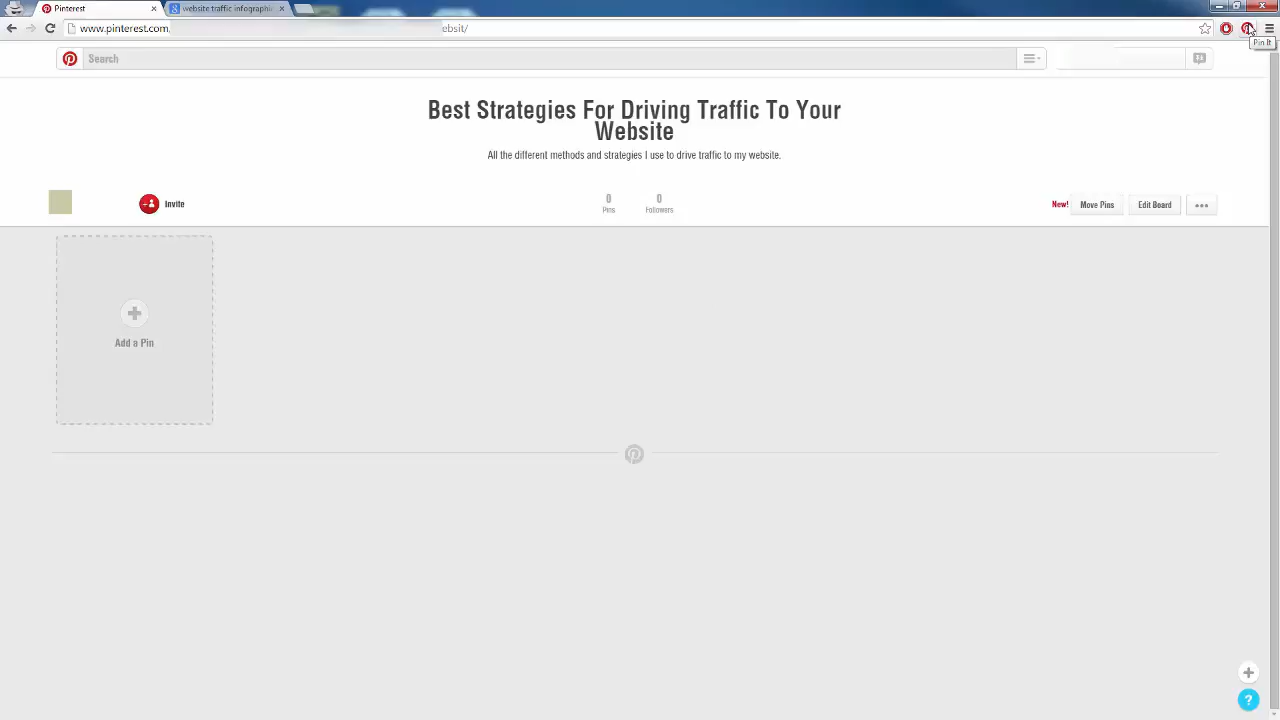 Pinterest
website traffic infographic
www.pinterest.com,
ebsit/
Pin It
Search
Best Strategies For Driving Traffic To Your
Website
All the different methods and strategies I use to drive traffic to my website.
Invite
0
Pins
0
Followers
New!
Move Pins
Edit Board
Add a Pin